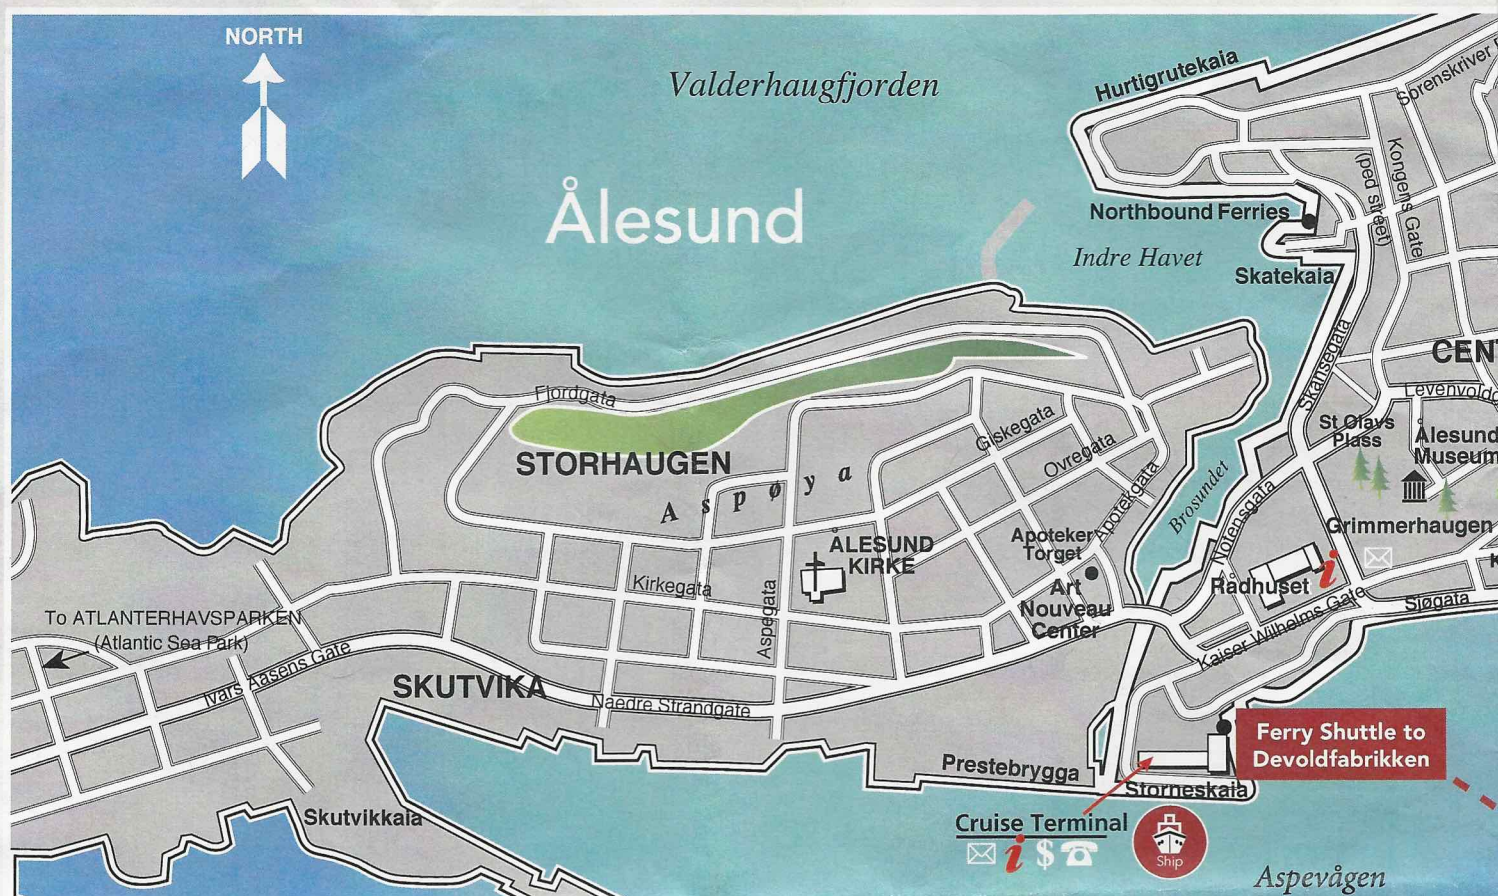 NORTH
Valderhaugfjorden
Ålesund
Hurtigrutekaia
Sorenskriver
Kongens Gate
(ped street)
Northbound Ferries
Indre Havet
Skatekaia
Skansegata
CENT
Levenvoldg
St Olavs
Plass
Ålesund
Museum
Grimmerhaugen
Fjordgata
STORHAUGEN
Aspøya
Giskegata
Ovregata
Apotekgata
Brosundet
Notensgata
Apoteker
Torget
Art
Nouveau
Center
ÅLESUND
KIRKE
Kirkegata
Aspegata
Rådhuset
i
K
Kaiser Wilhelms Gate
Sjøgata
To ATLANTERHAVSPARKEN
(Atlantic Sea Park)
Ivars Aasens Gate
SKUTVIKA
Naedre Strandgate
Ferry Shuttle to
Devoldfabrikken
Prestebrygga
Storneskaia
Skutvikkaia
Cruise Terminal
i $
Ship
Aspevågen